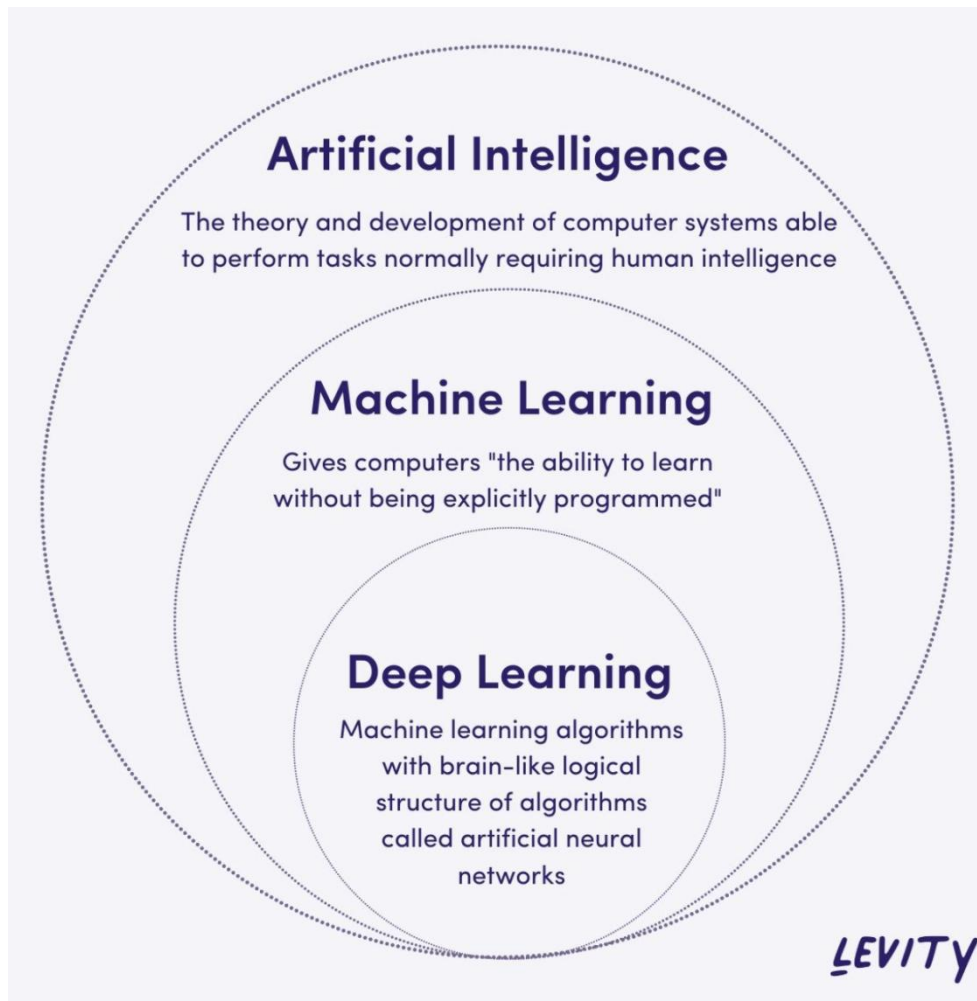 Artificial Intelligence
The theory and development of computer systems able
to perform tasks normally requiring human intelligence
Machine Learning
Gives computers "the ability to learn
without being explicitly programmed"
Deep Learning
Machine learning algorithms
with brain-like logical
structure of algorithms
called artificial neural
networks
LEVITY